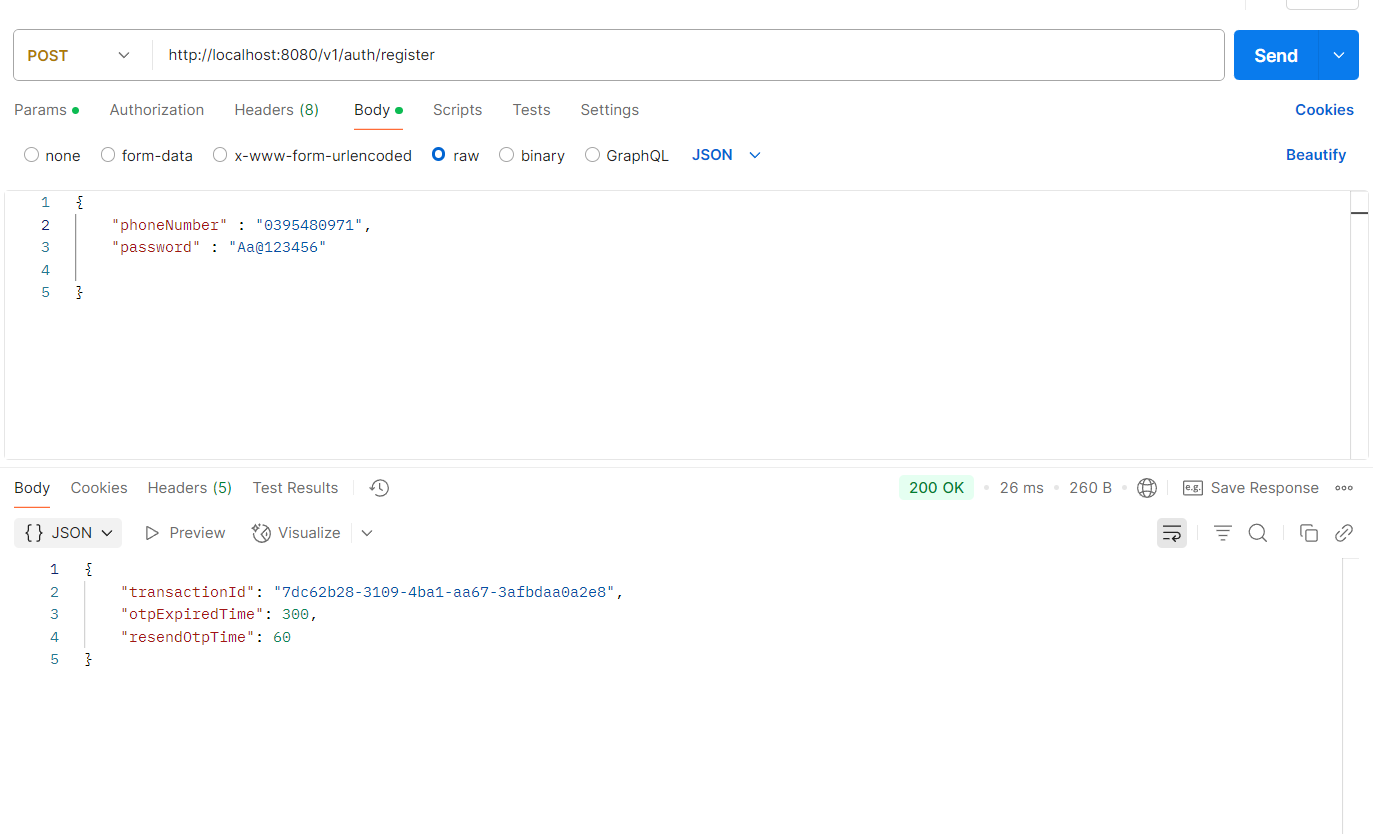 POST http://localhost:8080/v1/auth/register Send
Params Authorization Headers (8) Body Scripts Tests Settings Cookies
none form-data x-www-form-urlencoded raw binary GraphQL JSON Beautify
1 {
2 "phoneNumber" : "0395480971",
3 "password" : "Aa@123456"
4
5 }
Body Cookies Headers (5) Test Results 200 OK 26 ms 260 B e.g. Save Response
{} JSON Preview Visualize
1 {
2 "transactionId": "7dc62b28-3109-4ba1-aa67-3afbdaa0a2e8",
3 "otpExpiredTime": 300,
4 "resendOtpTime": 60
5 }